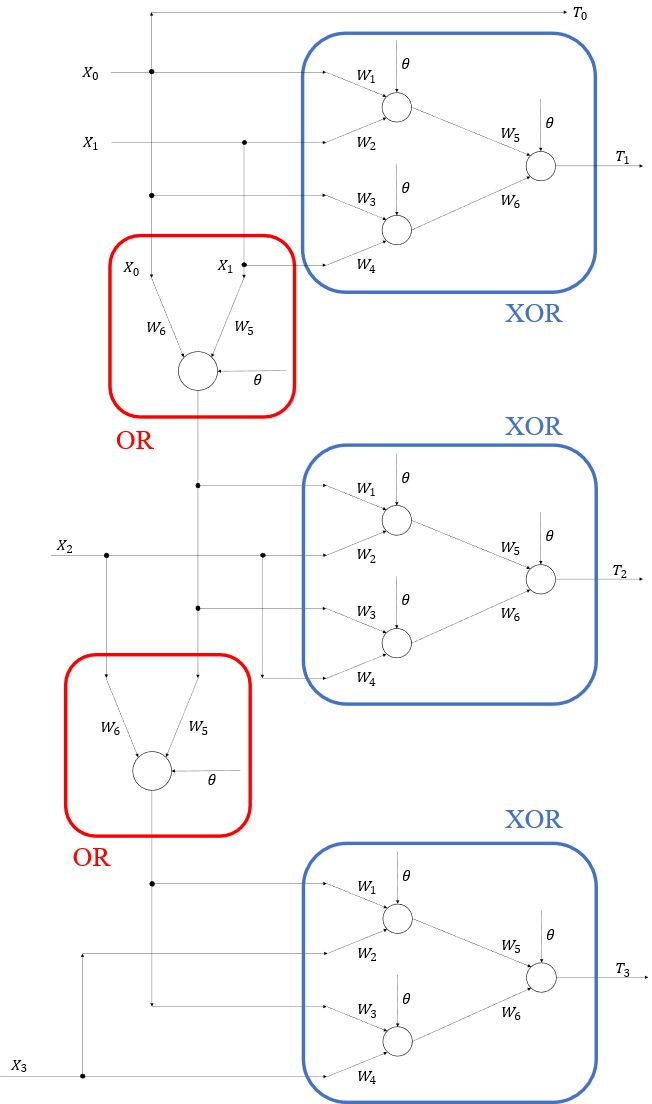 T₀
X₀ W₁ θ
X₁ W₂ W₅ θ T₁
W₃ θ W₆
X₀ X₁ W₄
XOR
W₆ W₅
θ
OR
XOR
W₁ θ
X₂ W₂ W₅ θ T₂
W₃ θ W₆
W₄
W₆ W₅
θ
OR
XOR
W₁ θ
W₂ W₅ θ T₃
W₃ θ W₆
X₃ W₄